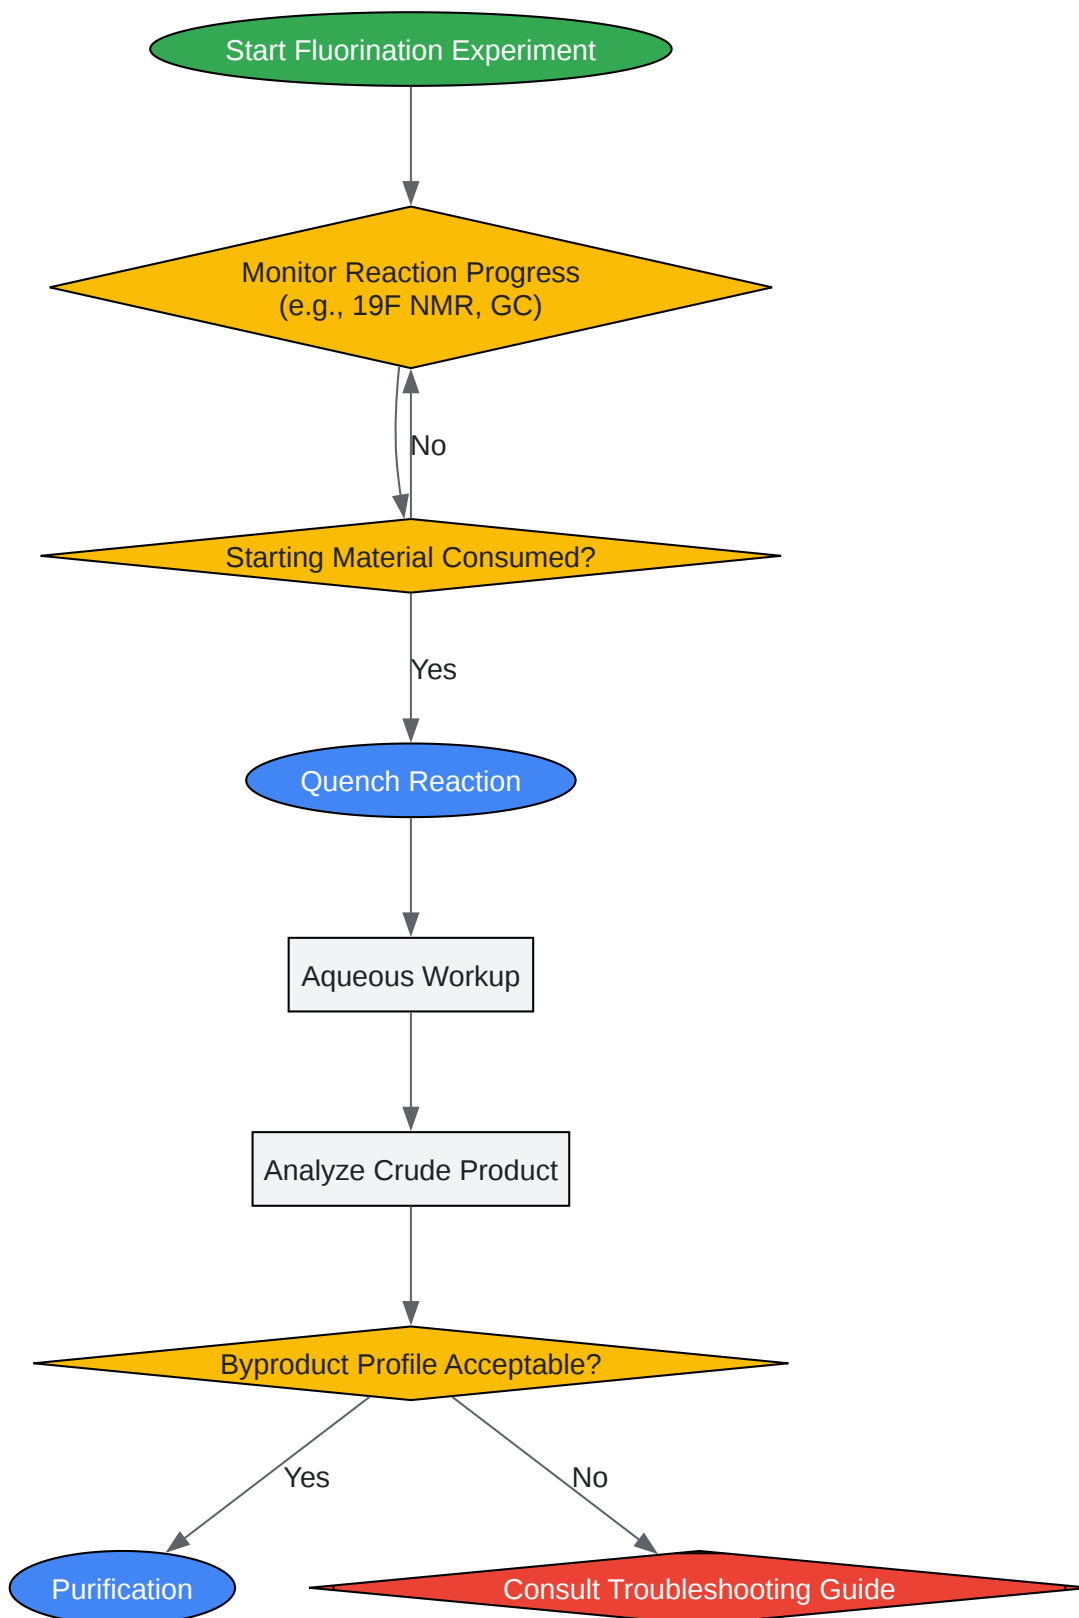 Start Fluorination Experiment
Monitor Reaction Progress
(e.g., 19F NMR, GC)
No
Starting Material Consumed?
Yes
Quench Reaction
Aqueous Workup
Analyze Crude Product
Byproduct Profile Acceptable?
Yes
No
Purification
Consult Troubleshooting Guide